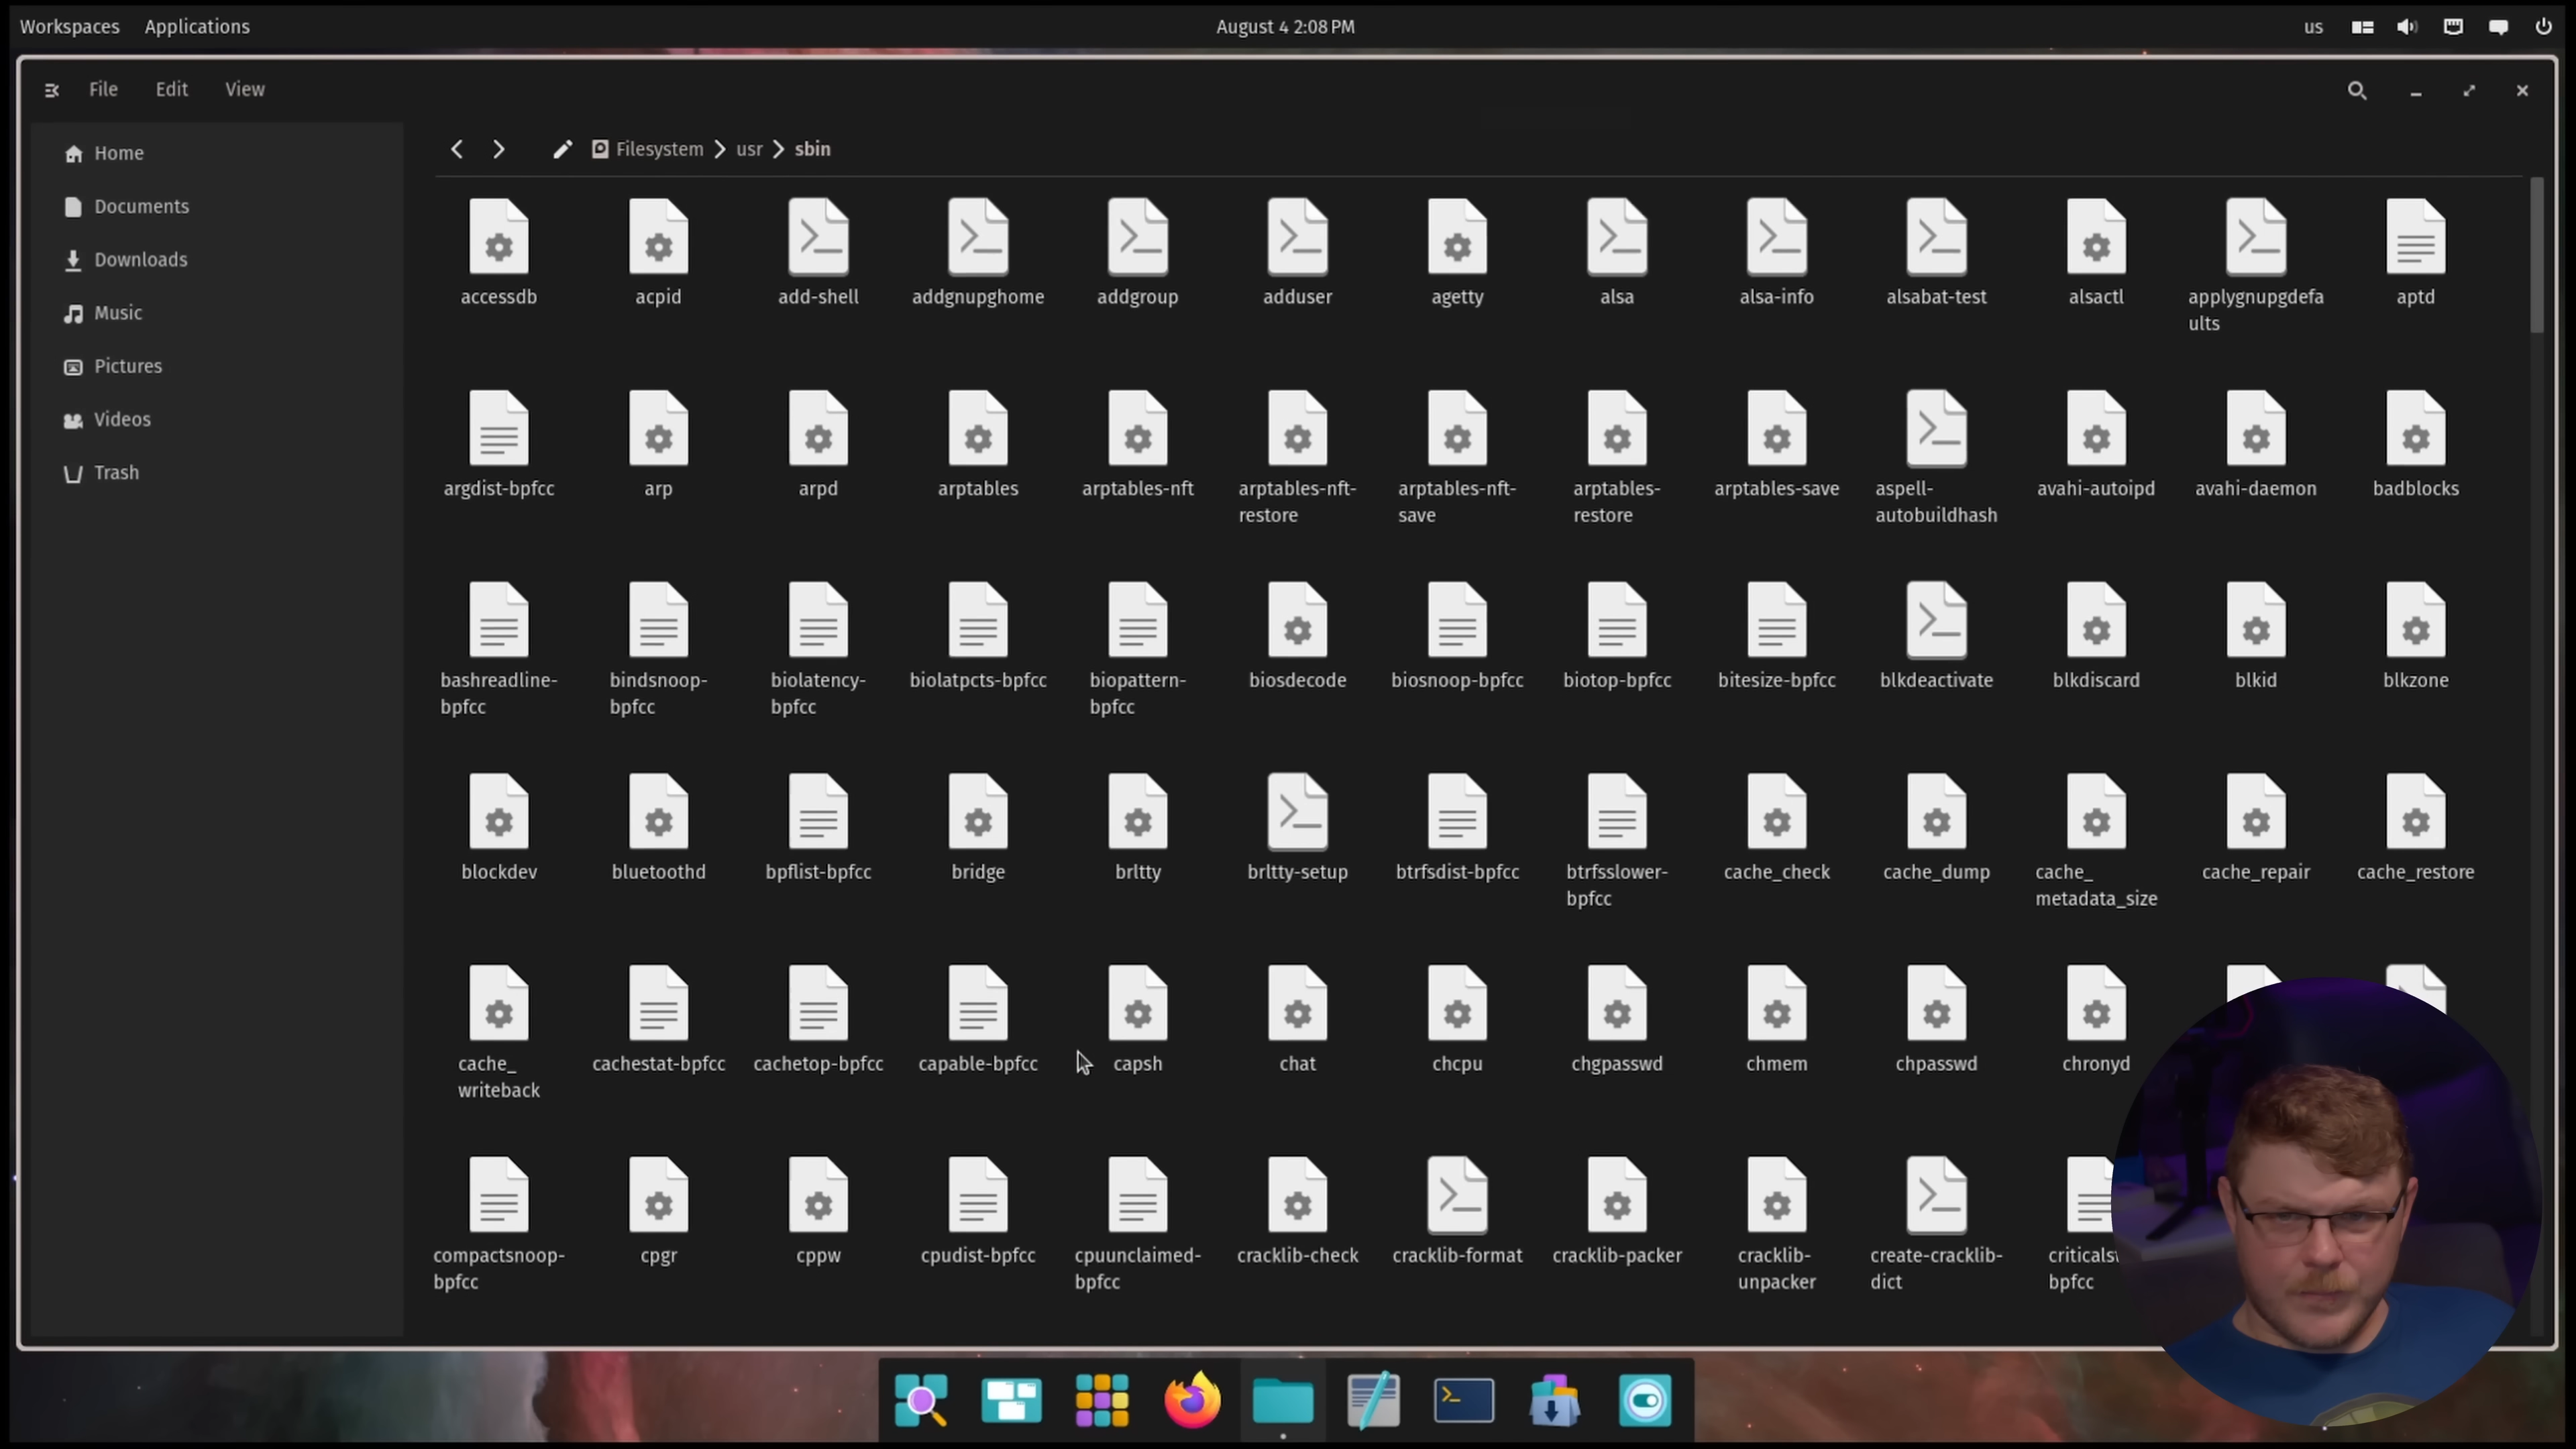 Workspaces Applications August 4 2:08 PM us
File Edit View
Home
Documents
Downloads
Music
Pictures
Videos
Trash
Filesystem usr sbin
accessdb acpid add-shell addgnupghome addgroup adduser agetty alsa alsa-info alsabat-test alsactl applygnupgdefa aptd
ults
argdist-bpfcc arp arpd arptables arptables-nft arptables-nft- arptables-nft- arptables- arptables-save aspell- avahi-autoipd avahi-daemon badblocks
restore save restore autobuildhash
bashreadline- bindsnoop- biolatency- biolatpcts-bpfcc biopattern- biosdecode biosnoop-bpfcc biotop-bpfcc bitesize-bpfcc blkdeactivate blkdiscard blkid blkzone
bpfcc bpfcc bpfcc bpfcc
blockdev bluetoothd bpflist-bpfcc bridge brltty brltty-setup btrfsdist-bpfcc btrfsslower- cache_check cache_dump cache_ cache_repair cache_restore
bpfcc metadata_size
cache_ cachestat-bpfcc cachetop-bpfcc capable-bpfcc capsh chat chcpu chgpasswd chmem chpasswd chronyd
writeback
compactsnoop- cpgr cppw cpudist-bpfcc cpuunclaimed- cracklib-check cracklib-format cracklib-packer cracklib- create-cracklib-
bpfcc bpfcc unpacker dict bpfcc